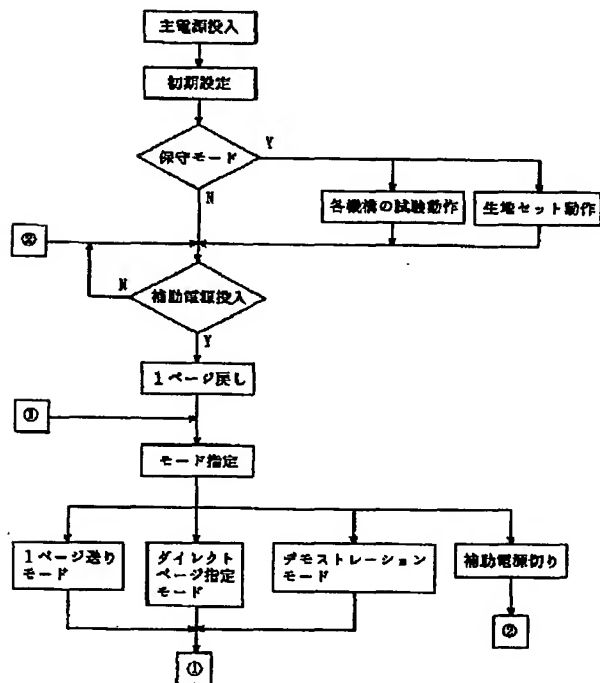 主電源投入
初期設定
保守モード
Y
N
各機構の試験動作
生地セット動作
②
N
補助電源投入
Y
1ページ戻し
①
モード指定
1ページ送り
モード
ダイレクト
ページ指定
モード
デモストレーション
モード
補助電源切り
②
①